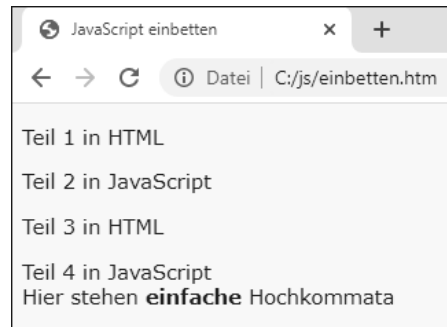 JavaScript einbetten
Datei | C:/js/einbetten.htm
Teil 1 in HTML
Teil 2 in JavaScript
Teil 3 in HTML
Teil 4 in JavaScript
Hier stehen einfache Hochkommata